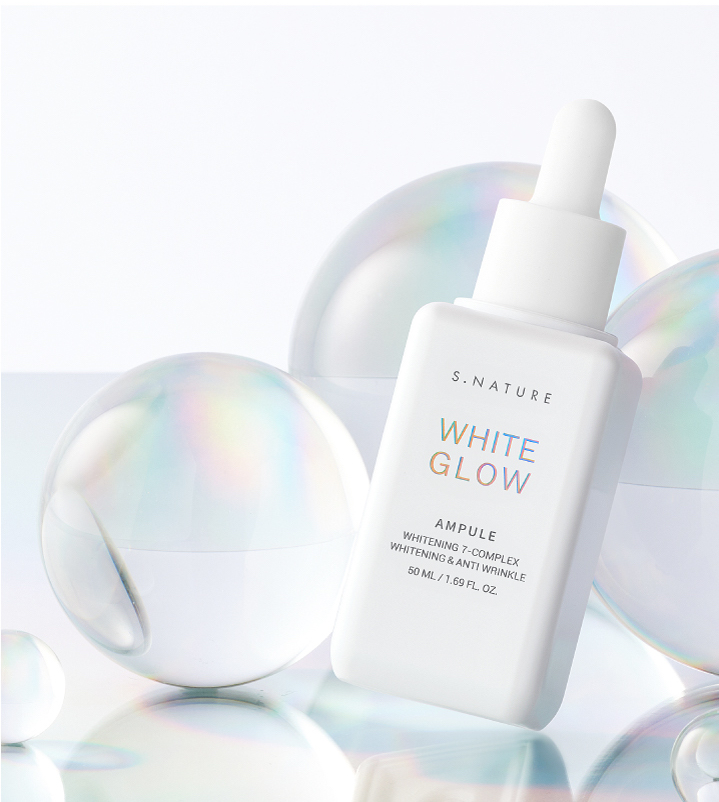 S.NATURE
WHITE
GLOW
AMPULE
WHITENING 7-COMPLEX
WHITENING & ANTI WRINKLE
50 ML / 1.69 FL. OZ.